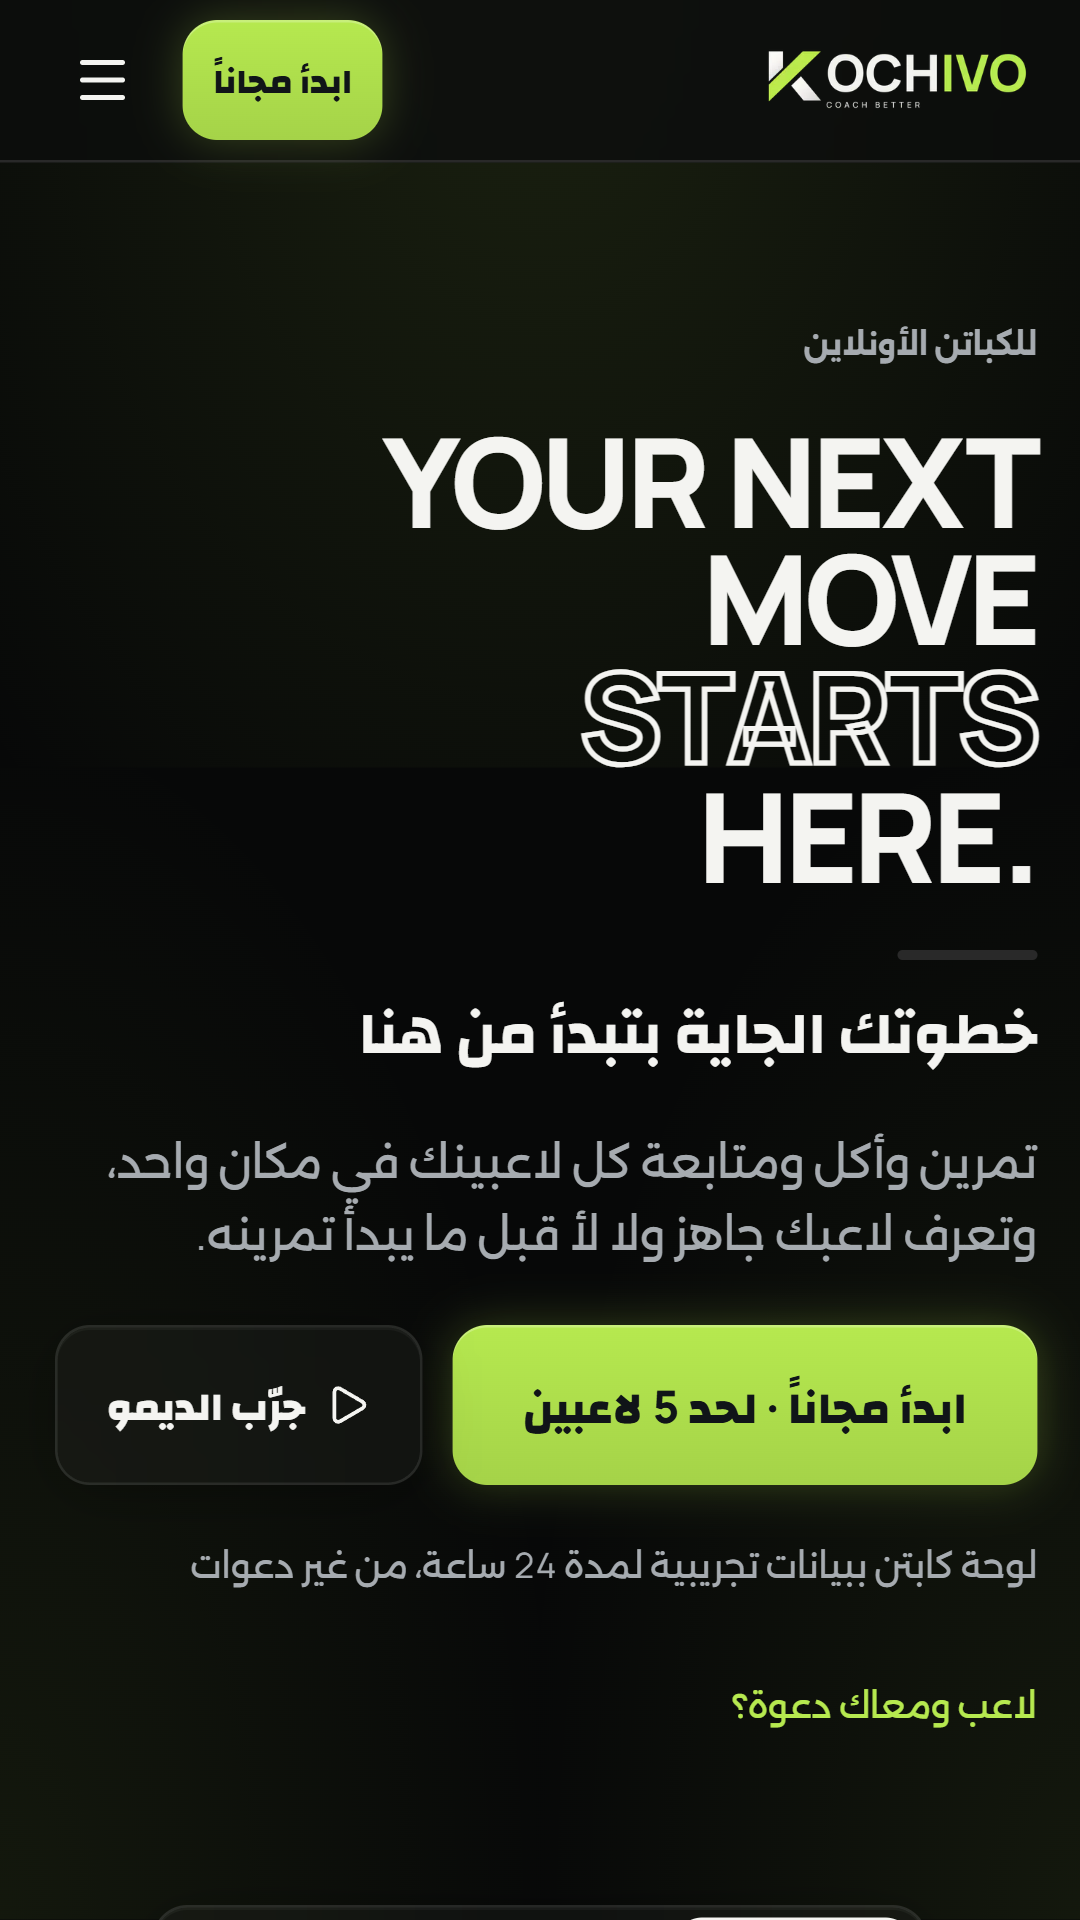 KOCHIVO
COACH BETTER
ابدأ مجاناً
للكباتن الأونلاين
YOUR NEXT
MOVE
STARTS
HERE.
خطوتك الجاية بتبدأ من هنا
تمرين وأكل ومتابعة كل لاعبينك في مكان واحد،
وتعرف لاعبك جاهز ولا لأ قبل ما يبدأ تمرينه.
ابدأ مجاناً · لحد 5 لاعبين
جرّب الديمو
لوحة كابتن ببيانات تجريبية لمدة 24 ساعة، من غير دعوات
لاعب ومعاك دعوة؟